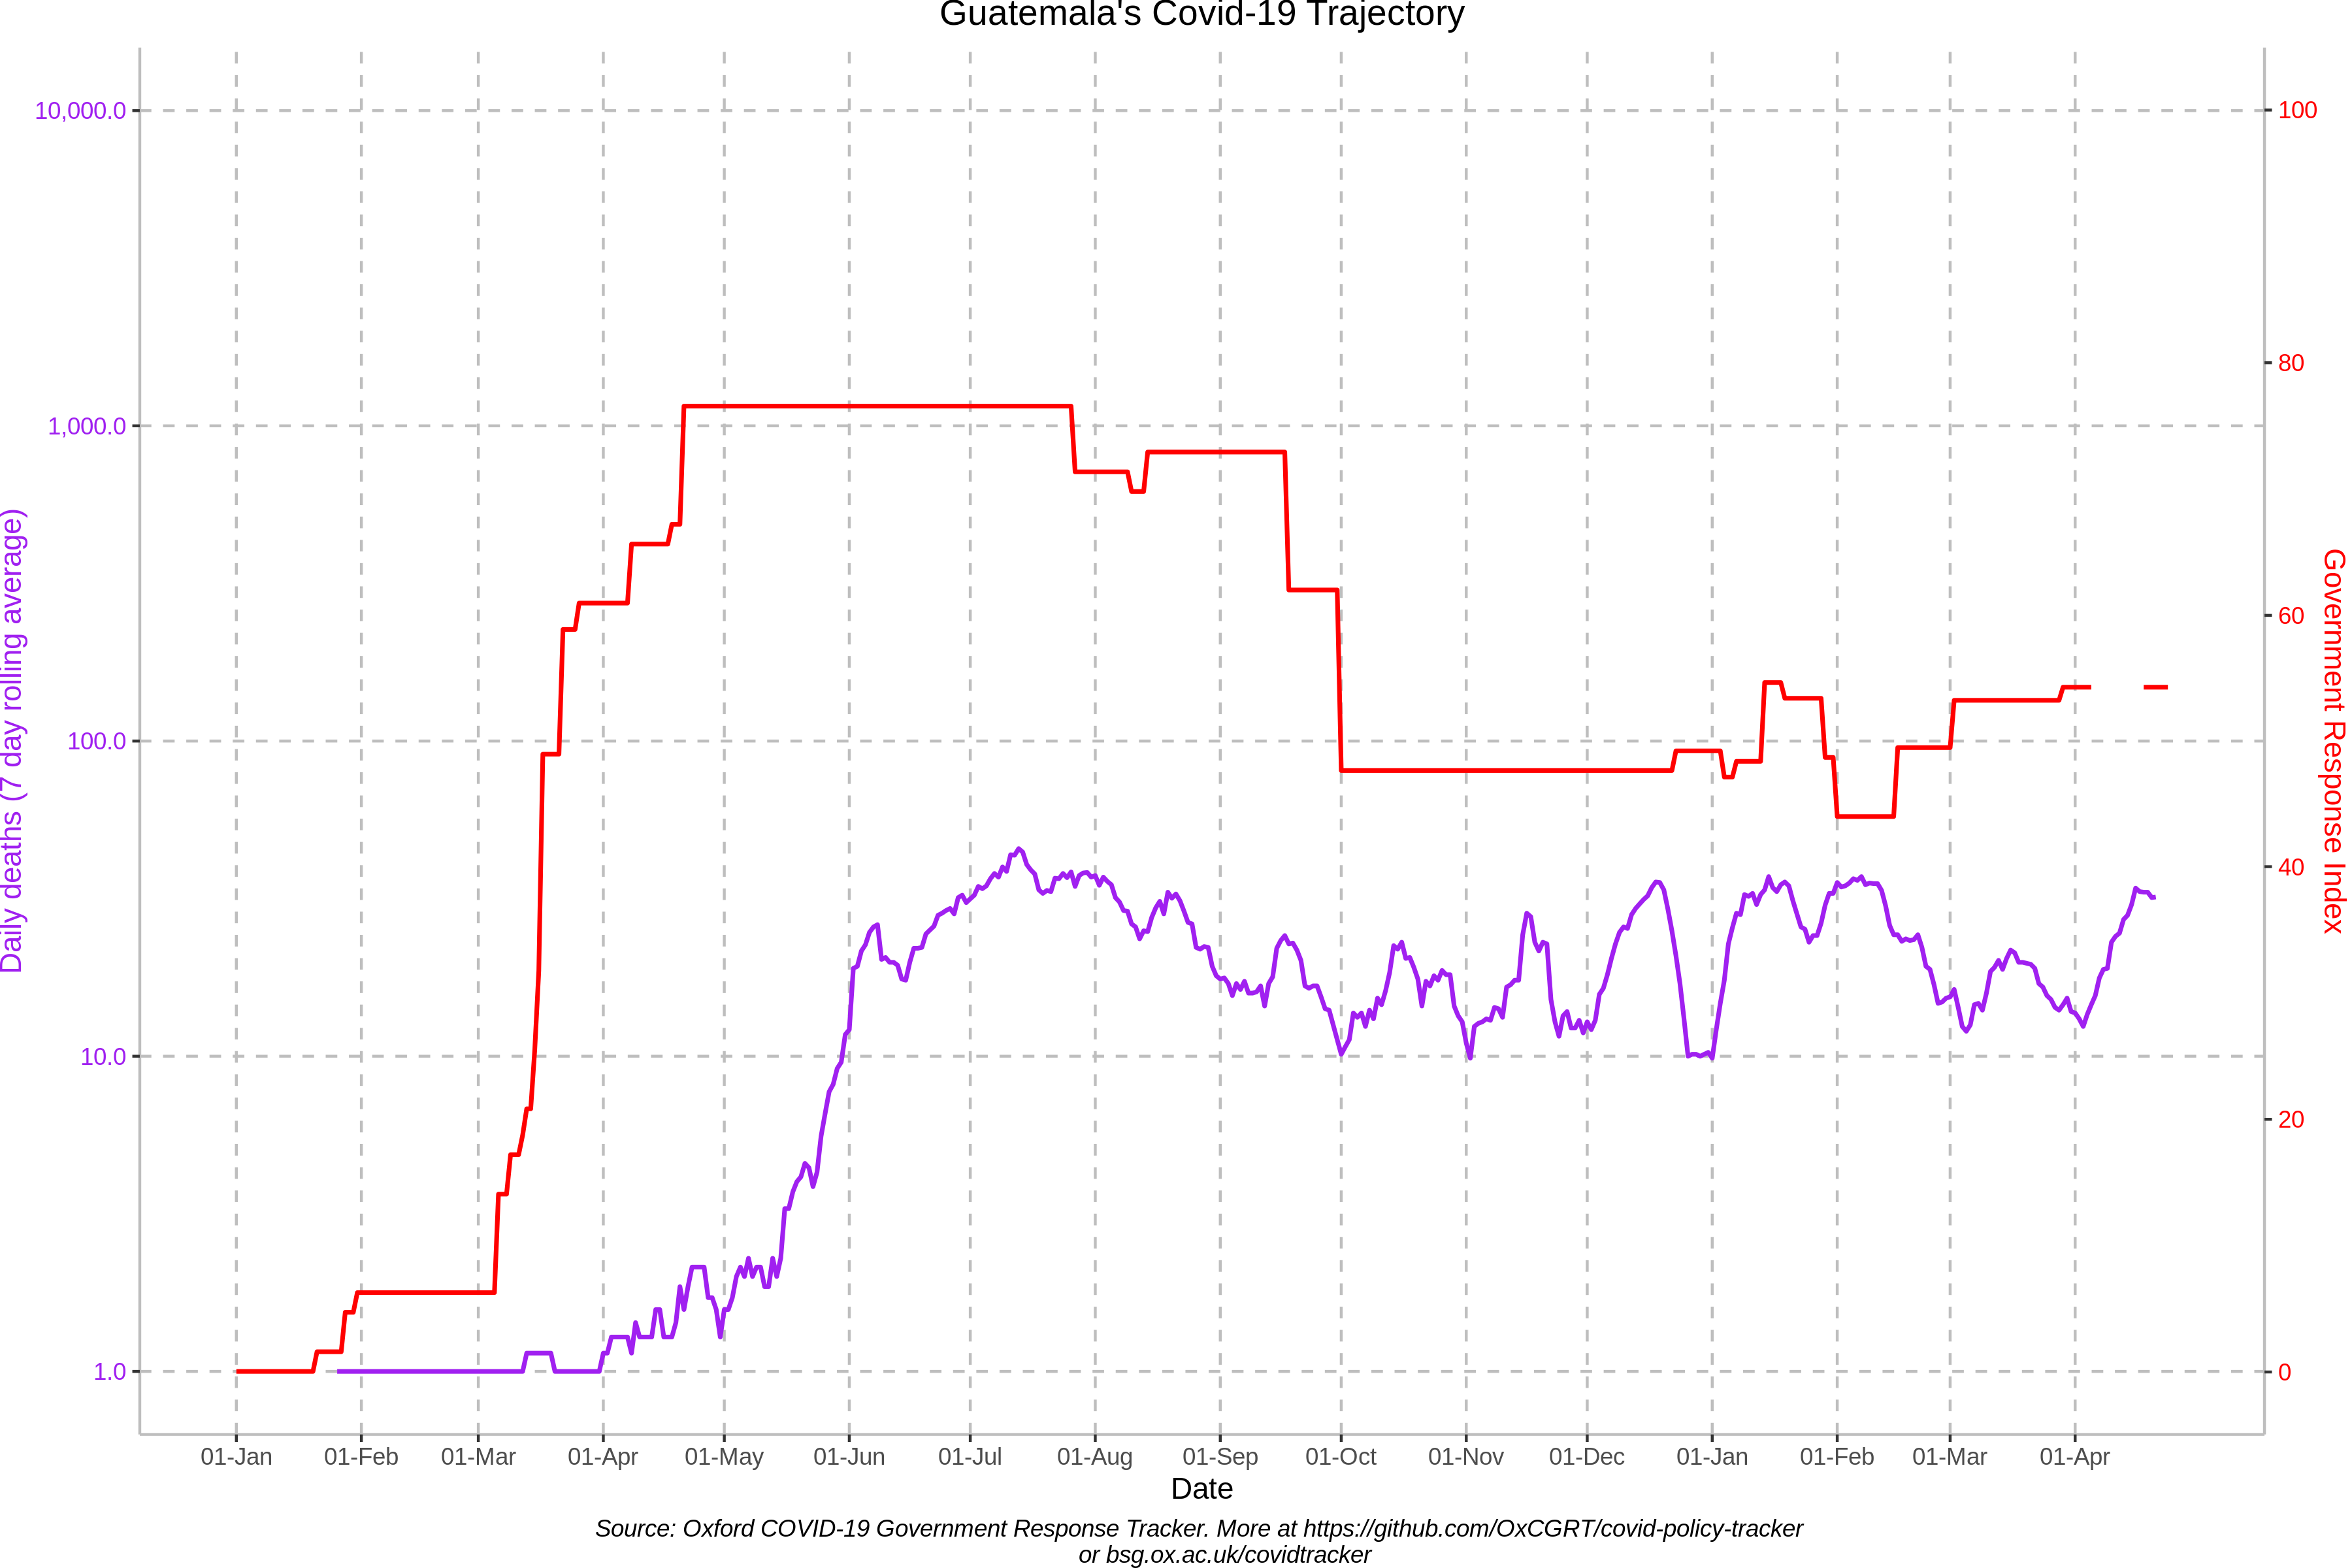 Guatemala's Covid-19 Trajectory
10,000.0
1,000.0
100.0
10.0
1.0
Daily deaths (7 day rolling average)
100
80
60
40
20
0
Government Response Index
01-Jan 01-Feb 01-Mar 01-Apr 01-May 01-Jun 01-Jul 01-Aug 01-Sep 01-Oct 01-Nov 01-Dec 01-Jan 01-Feb 01-Mar 01-Apr
Date
Source: Oxford COVID-19 Government Response Tracker. More at https://github.com/OxCGRT/covid-policy-tracker
or bsg.ox.ac.uk/covidtracker